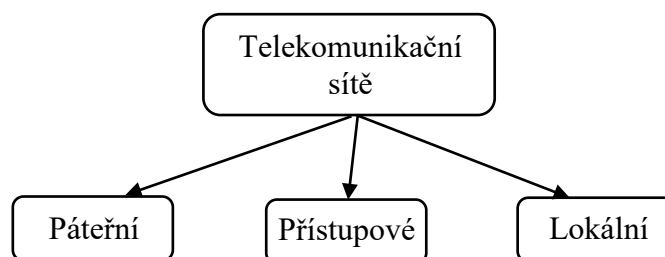 Telekomunikační
sítě
Páteřní
Přístupové
Lokální